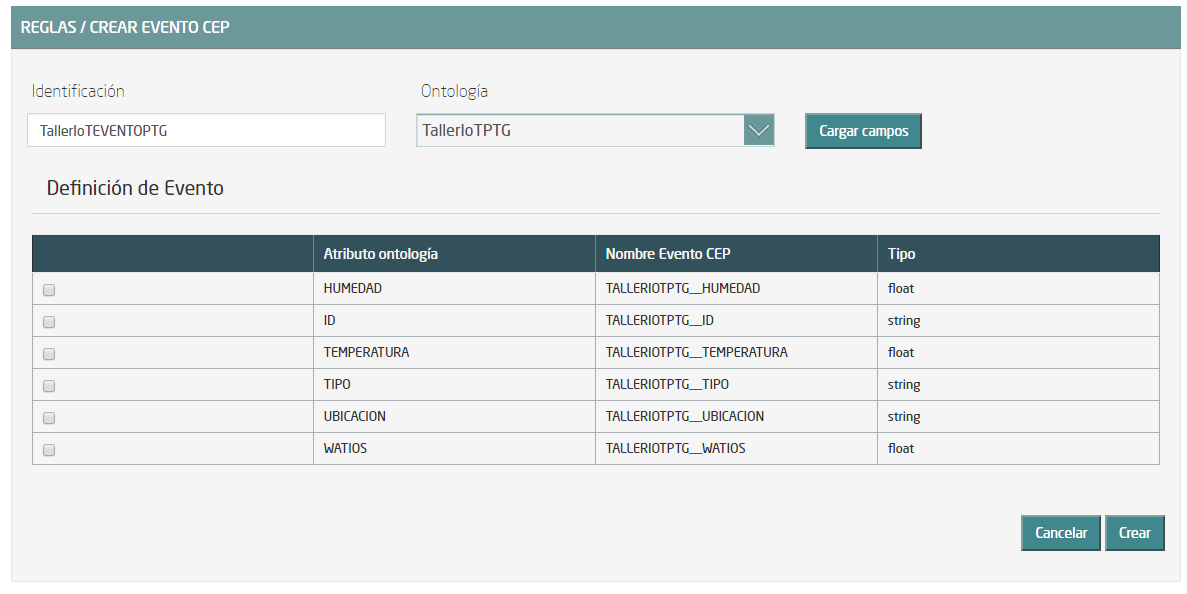 REGLAS / CREAR EVENTO CEP
Identificación Ontología
TallerIoTEVENTOPTG TallerIoTPTG Cargar campos
Definición de Evento
Atributo ontología Nombre Evento CEP Tipo
HUMEDAD TALLERIOTPTG__HUMEDAD float
ID TALLERIOTPTG__ID string
TEMPERATURA TALLERIOTPTG__TEMPERATURA float
TIPO TALLERIOTPTG__TIPO string
UBICACION TALLERIOTPTG__UBICACION string
WATIOS TALLERIOTPTG__WATIOS float
Cancelar Crear